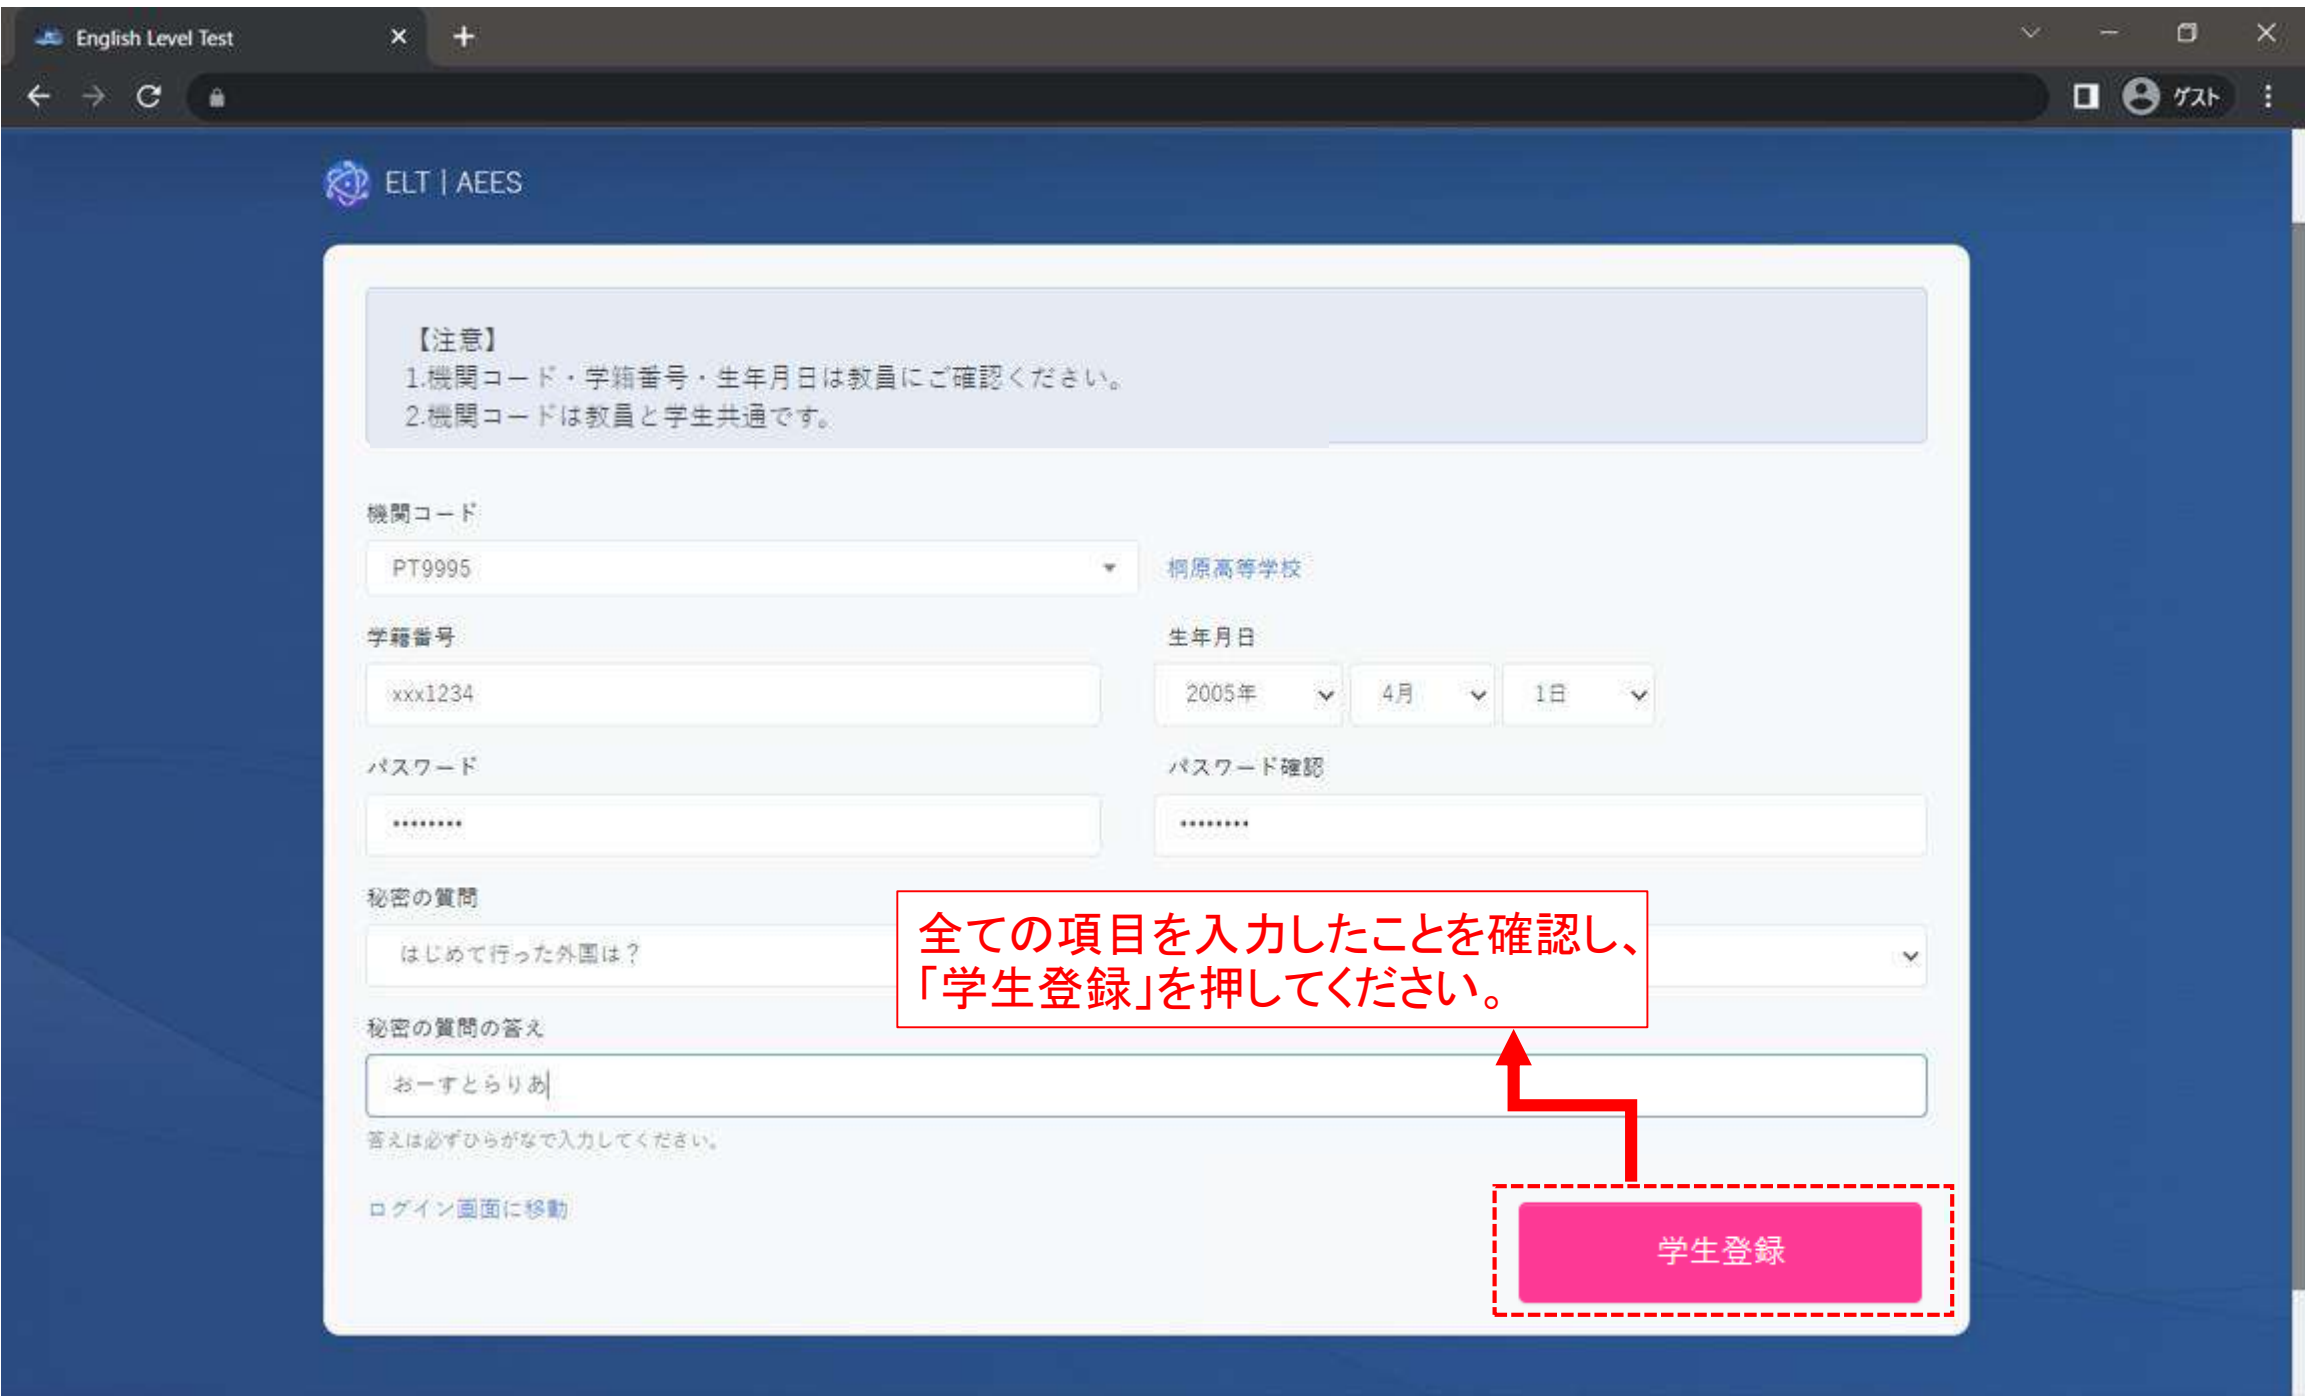 English Level Test
ゲスト
ELT | AEES
【注意】
1.機関コード・学籍番号・生年月日は教員にご確認ください。
2.機関コードは教員と学生共通です。
機関コード
PT9995
桐原高等学校
学籍番号
生年月日
xxx1234
2005年
4月
1日
パスワード
パスワード確認
••••••••
••••••••
秘密の質問
はじめて行った外国は？
全ての項目を入力したことを確認し、
「学生登録」を押してください。
秘密の質問の答え
おーすとらりあ
答えは必ずひらがなで入力してください。
ログイン画面に移動
学生登録